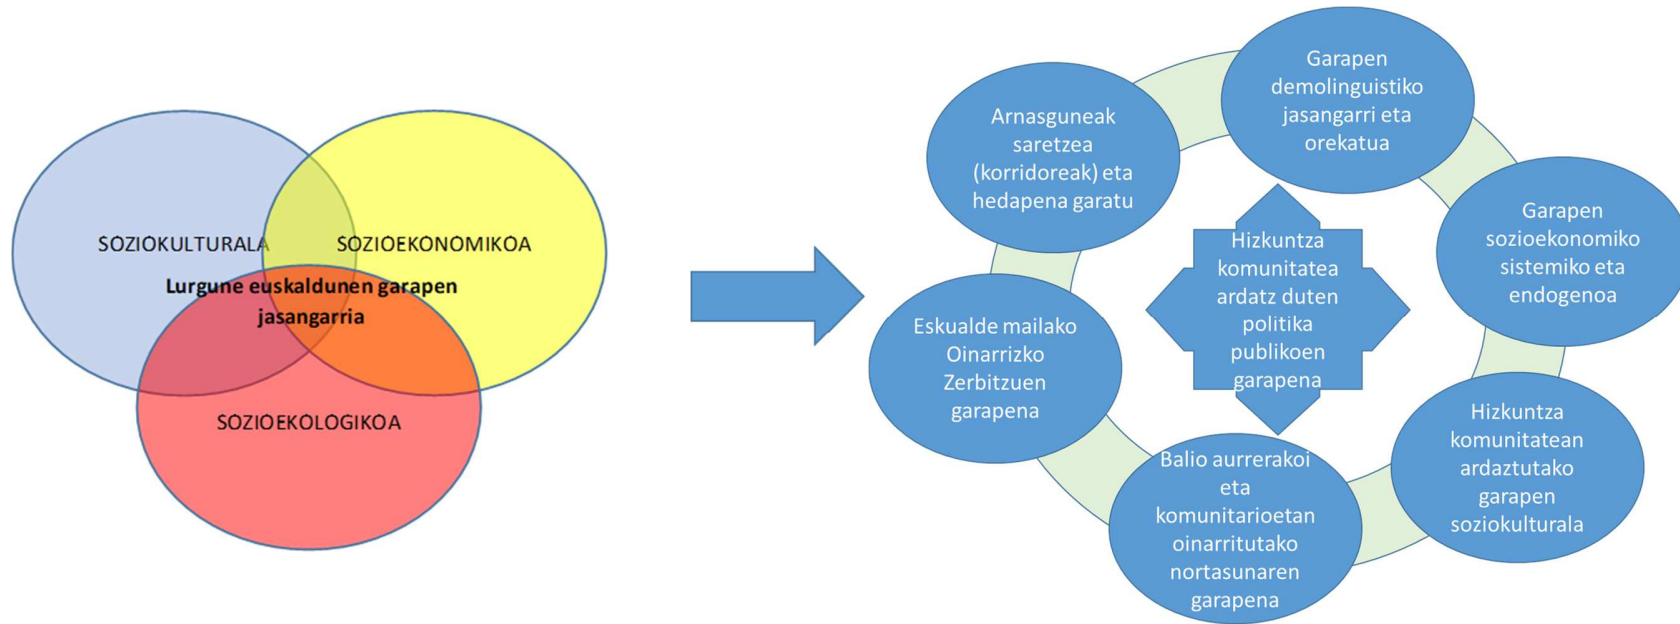 SOZIOKULTURALA
SOZIOEKONOMIKOA
Lurgune euskaldunen garapen
jasangarria
SOZIOEKOLOGIKOA
Garapen
demolinguistiko
jasangarri eta
orekatua
Garapen
sozioekonomiko
sistemiko eta
endogenoa
Hizkuntza
komunitatean
ardaztutako
garapen
soziokulturala
Balio aurrerakoi
eta
komunitarioetan
oinarritutako
nortasunaren
garapena
Eskualde mailako
Oinarrizko
Zerbitzuen
garapena
Arnasguneak
saretzea
(korridoreak) eta
hedapena garatu
Hizkuntza
komunitatea
ardatz duten
politika
publikoen
garapena